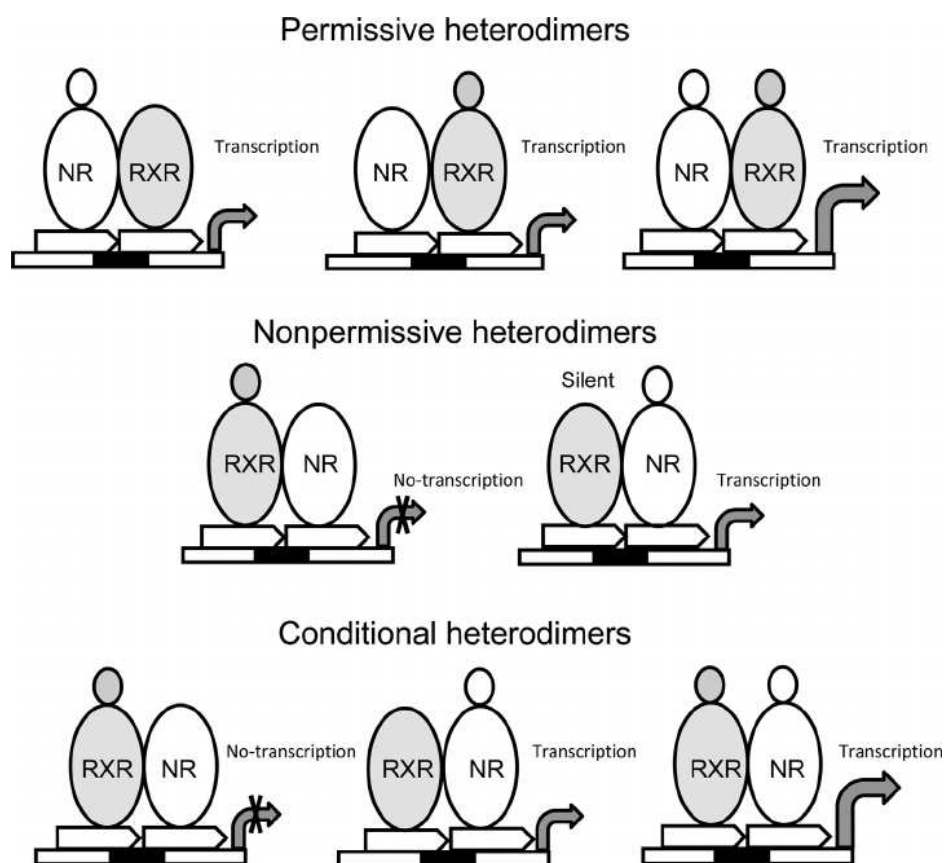 Permissive heterodimers
Transcription
Transcription
Transcription
NR RXR
NR RXR
NR RXR
Nonpermissive heterodimers
Silent
RXR NR
No-transcription
RXR NR
Transcription
Conditional heterodimers
RXR NR
No-transcription
RXR NR
Transcription
RXR NR
Transcription